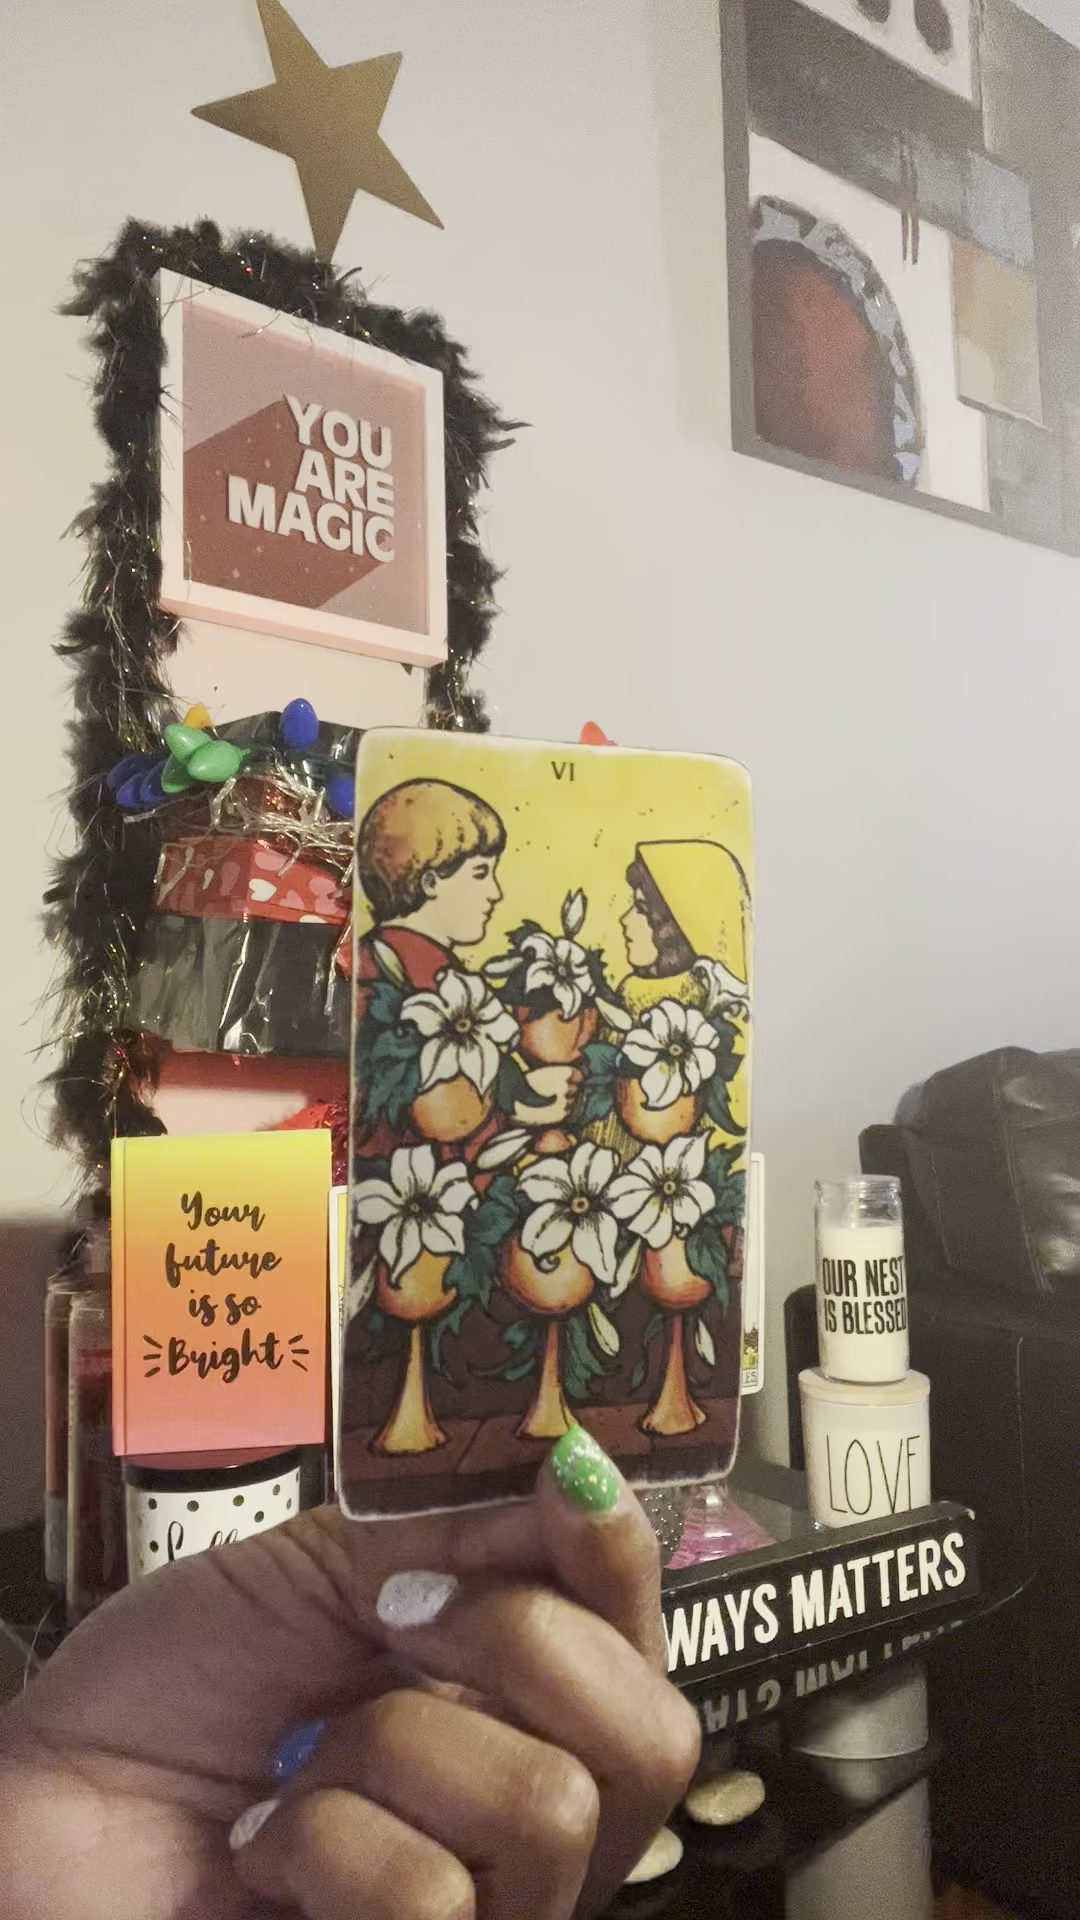 YOU
ARE
MAGIC
VI
Your
future
is so
Bright
OUR NEST
IS BLESSED
LOVE
WAYS MATTERS